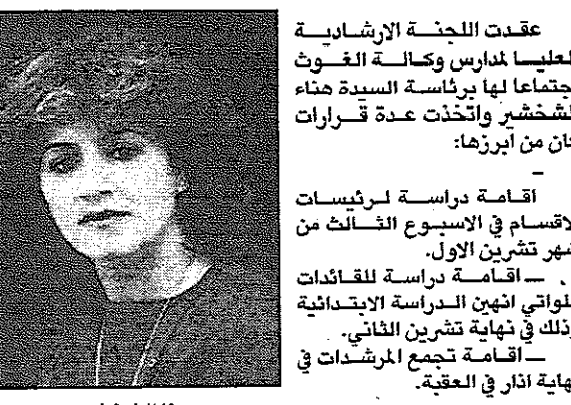 عقدت اللجنة الارشادية
العليا لمدارس وكالة الغوث
اجتماعا لها برئاسة السيدة هناء
الشخشير واتخذت عدة قرارات
كان من ابرزها:
–
اقامة دراسة لرئيسات
الاقسام في الاسبوع الثالث من
شهر تشرين الاول.
. — اقامة دراسة للقائدات
اللواتي انهين الدراسة الابتدائية
وذلك في نهاية تشرين الثاني.
— اقامة تجمع المرشدات في
نهاية اذار في العقبة.